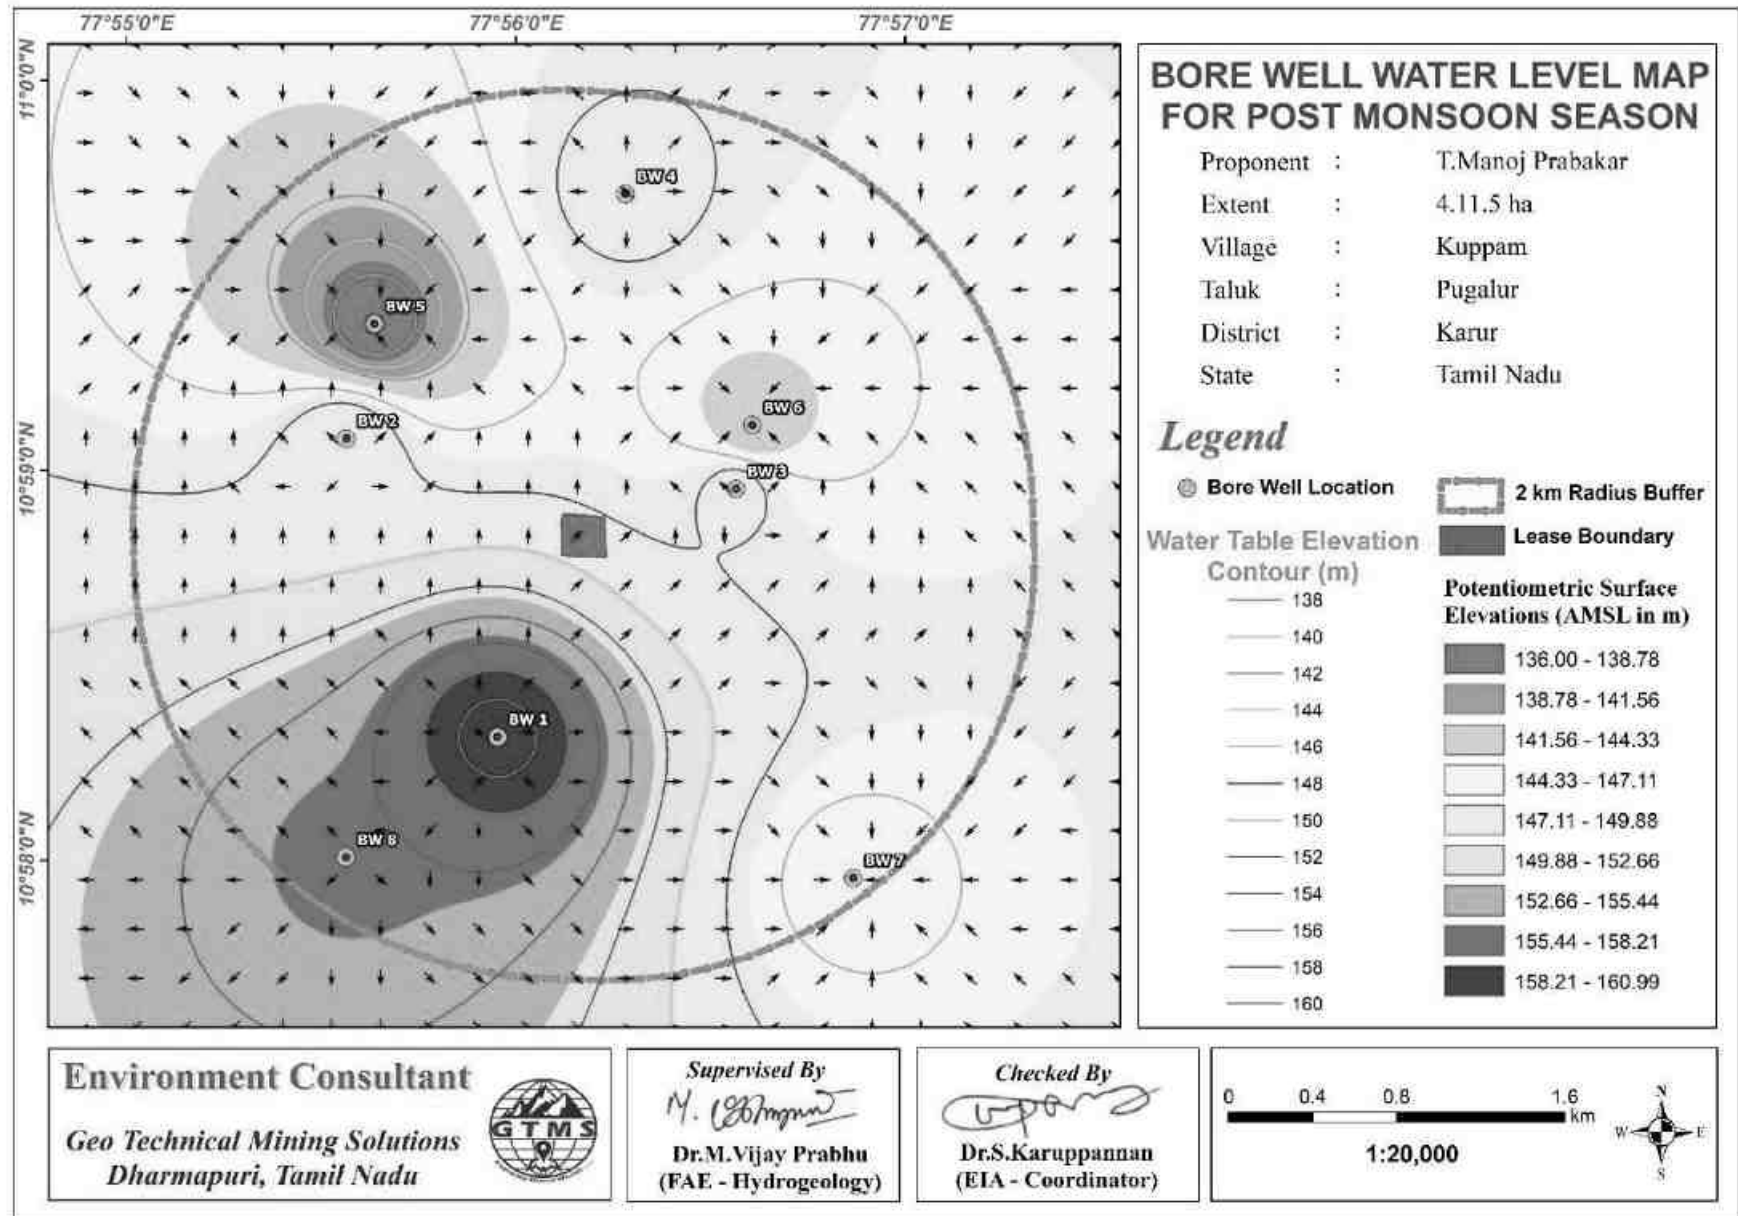 77°55'0"E 77°56'0"E 77°57'0"E
11°0'0"N
10°59'0"N
10°58'0"N
BW 4
BW 5
BW 6
BW 2
BW 3
BW 1
BW 8
BW 7
BORE WELL WATER LEVEL MAP
FOR POST MONSOON SEASON
Proponent : T.Manoj Prabakar
Extent : 4.11.5 ha
Village : Kuppam
Taluk : Pugalur
District : Karur
State : Tamil Nadu
Legend
Bore Well Location
2 km Radius Buffer
Lease Boundary
Water Table Elevation
Contour (m)
138
140
142
144
146
148
150
152
154
156
158
160
Potentiometric Surface
Elevations (AMSL in m)
136.00 - 138.78
138.78 - 141.56
141.56 - 144.33
144.33 - 147.11
147.11 - 149.88
149.88 - 152.66
152.66 - 155.44
155.44 - 158.21
158.21 - 160.99
Environment Consultant
Geo Technical Mining Solutions
Dharmapuri, Tamil Nadu
GTMS
Supervised By
Dr.M.Vijay Prabhu
(FAE - Hydrogeology)
Checked By
Dr.S.Karuppannan
(EIA - Coordinator)
0 0.4 0.8 1.6
km
1:20,000
N
W E
S